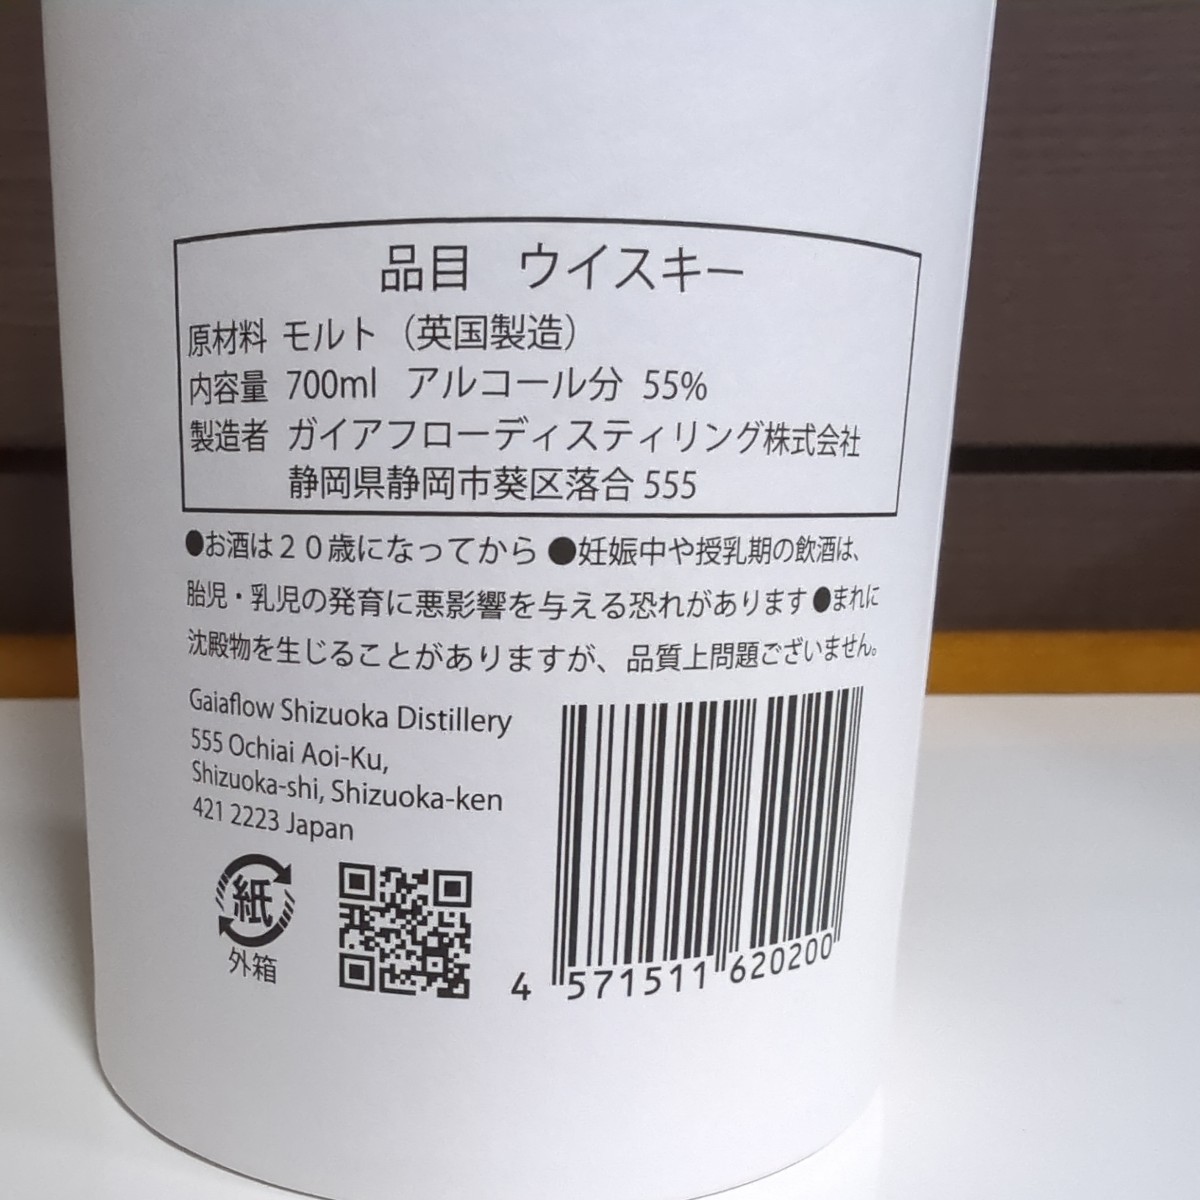 品目 ウイスキー
原材料 モルト（英国製造）
内容量 700ml アルコール分 55%
製造者 ガイアフローディスティリング株式会社
静岡県静岡市葵区落合 555
●お酒は２０歳になってから ●妊娠中や授乳期の飲酒は、
胎児・乳児の発育に悪影響を与える恐れがあります ●まれに
沈殿物を生じることがありますが、品質上問題ございません。
Gaiaflow Shizuoka Distillery
555 Ochiai Aoi-Ku,
Shizuoka-shi, Shizuoka-ken
421 2223 Japan
紙
外箱
4 571511 620200